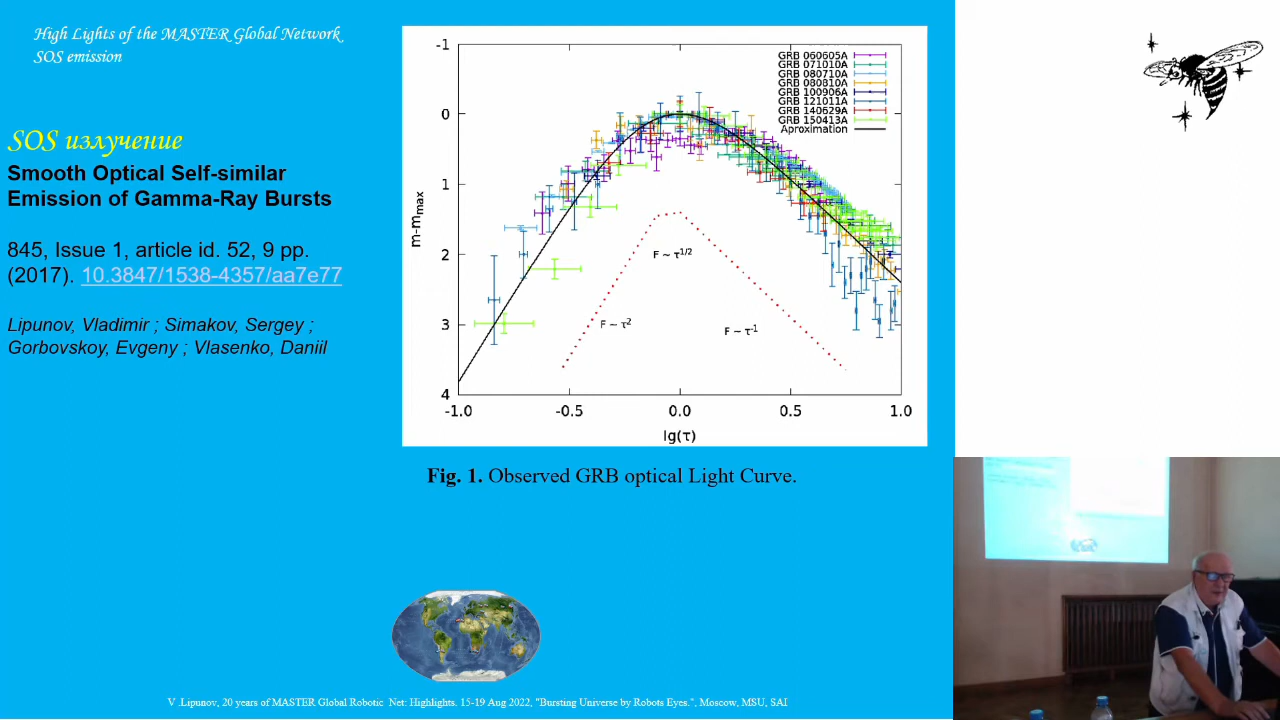 High Lights of the MASTER Global Network
SOS emission
SOS излучение
Smooth Optical Self-similar
Emission of Gamma-Ray Bursts
845, Issue 1, article id. 52, 9 pp.
(2017). 10.3847/1538-4357/aa7e77
Lipunov, Vladimir ; Simakov, Sergey ;
Gorbovskoy, Evgeny ; Vlasenko, Daniil
-1
0
1
2
3
4
m-mmax
GRB 060605A
GRB 071010A
GRB 080710A
GRB 080810A
GRB 100906A
GRB 121011A
GRB 140629A
GRB 150413A
Aproximation
F ~ τ1/2
F ~ τ2
F ~ τ-1
-1.0 -0.5 0.0 0.5 1.0
lg(τ)
Fig. 1. Observed GRB optical Light Curve.
V .Lipunov, 20 years of MASTER Global Robotic Net: Highlights. 15-19 Aug 2022, "Bursting Universe by Robots Eyes.", Moscow, MSU, SAI